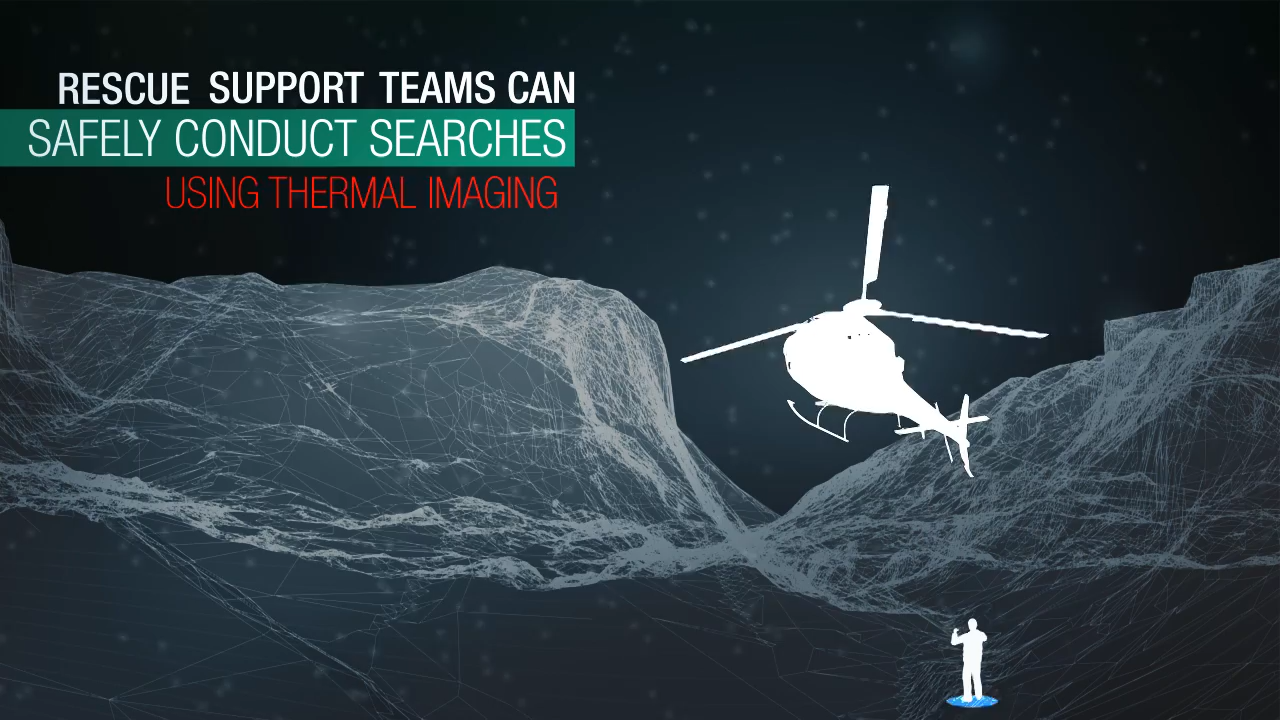 RESCUE SUPPORT TEAMS CAN
SAFELY CONDUCT SEARCHES
USING THERMAL IMAGING